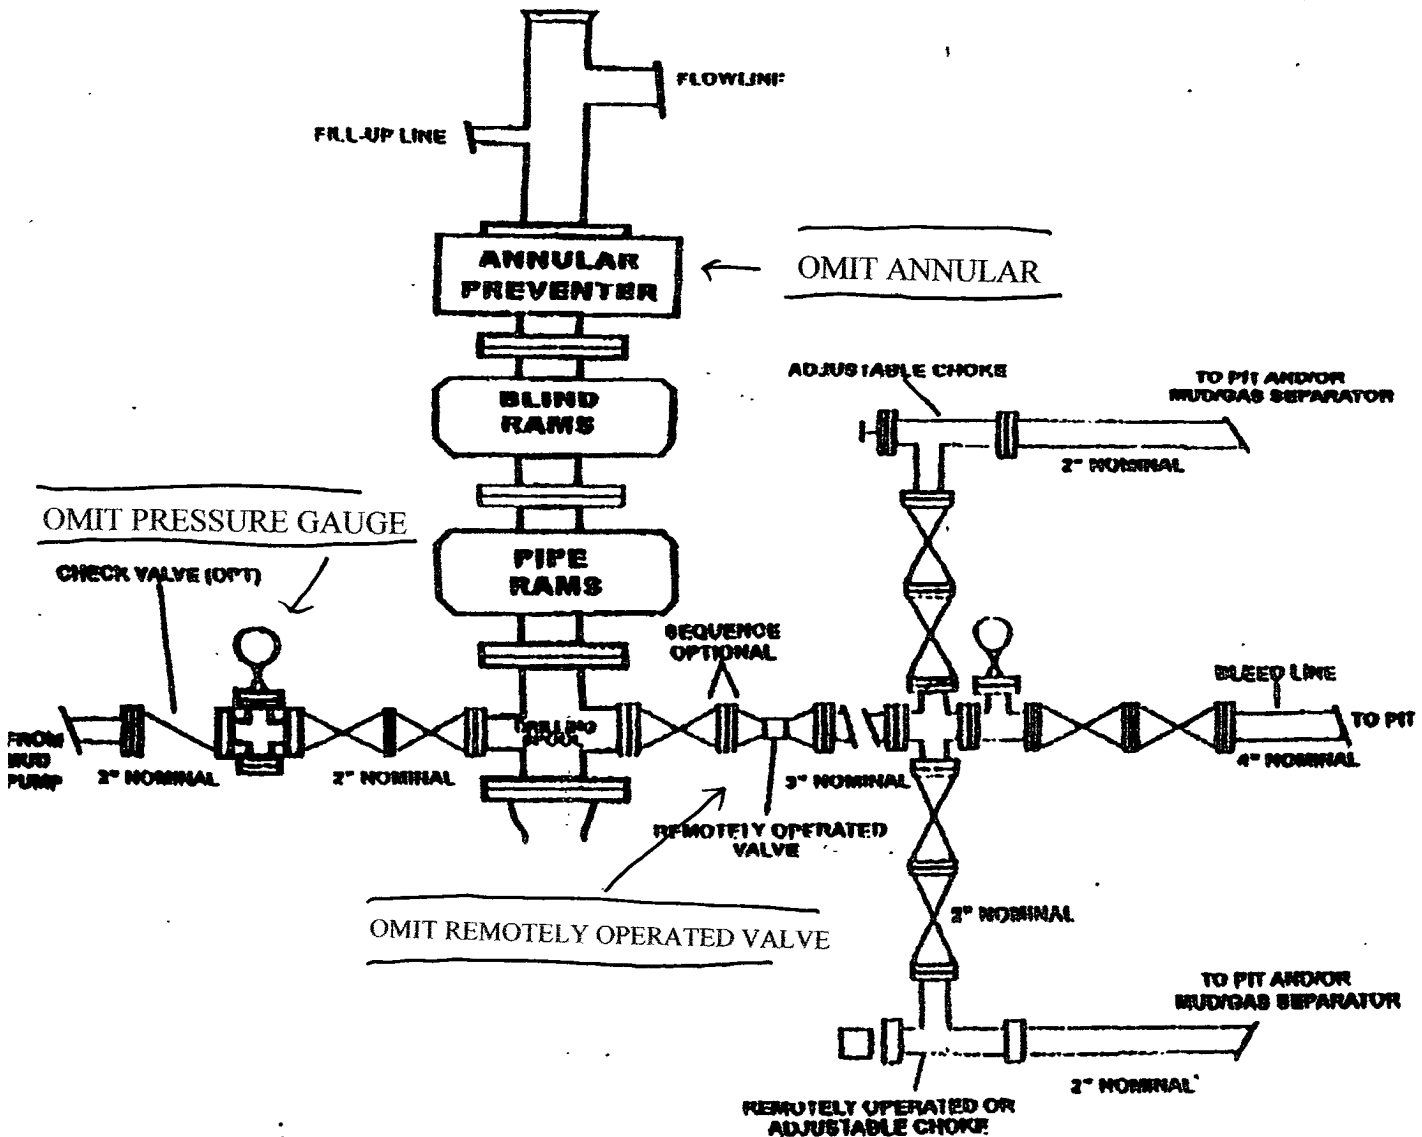 FLOWLINE
FILL-UP LINE
ANNULAR
PREVENTER
OMIT ANNULAR
ADJUSTABLE CHOKE
TO PIT AND/OR
MUD/GAS SEPARATOR
BLIND
RAMS
2" NOMINAL
OMIT PRESSURE GAUGE
CHECK VALVE (OPT)
PIPE
RAMS
SEQUENCE
OPTIONAL
BLEED LINE
TO PIT
DRILLING
SPOOL
FROM
MUD
PUMP
2" NOMINAL
2" NOMINAL
3" NOMINAL
4" NOMINAL
REMOTELY OPERATED
VALVE
OMIT REMOTELY OPERATED VALVE
2" NOMINAL
TO PIT AND/OR
MUD/GAS SEPARATOR
2" NOMINAL
REMOTELY OPERATED OR
ADJUSTABLE CHOKE